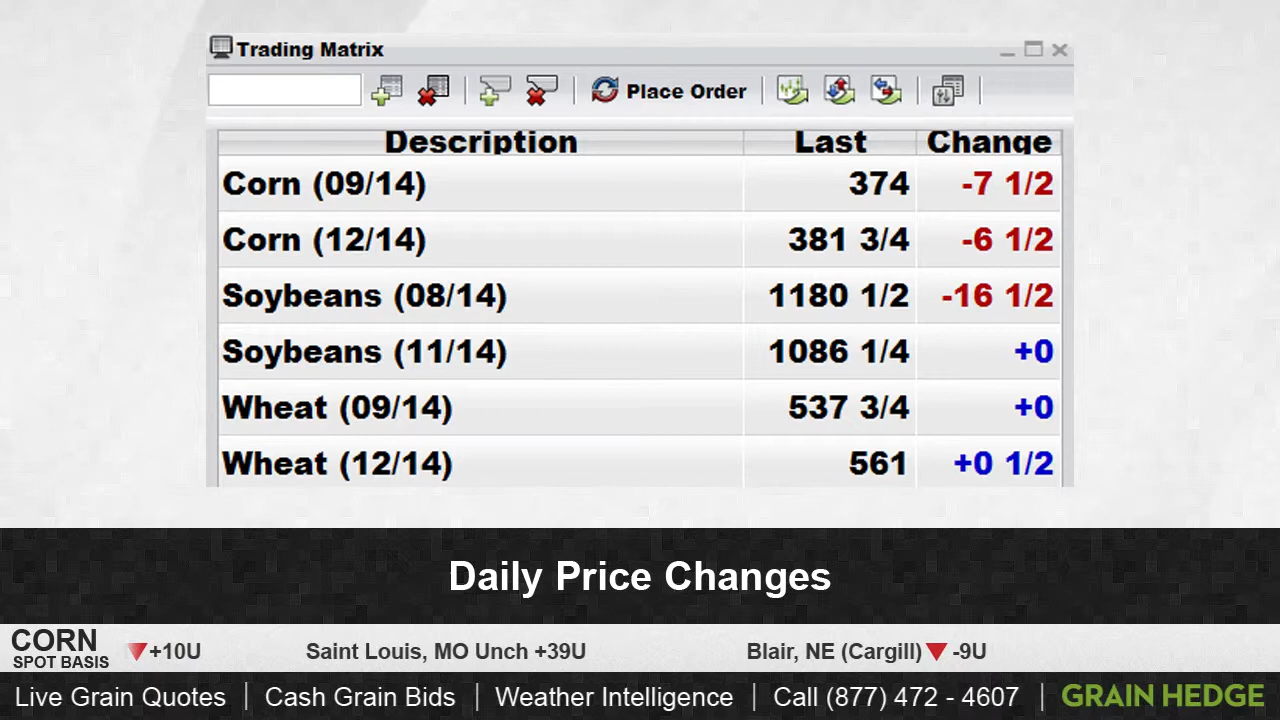 Trading Matrix
Place Order
Description Last Change
Corn (09/14) 374 -7 1/2
Corn (12/14) 381 3/4 -6 1/2
Soybeans (08/14) 1180 1/2 -16 1/2
Soybeans (11/14) 1086 1/4 +0
Wheat (09/14) 537 3/4 +0
Wheat (12/14) 561 +0 1/2
Daily Price Changes
CORN
SPOT BASIS
+10U Saint Louis, MO Unch +39U Blair, NE (Cargill) -9U
Live Grain Quotes | Cash Grain Bids | Weather Intelligence | Call (877) 472 - 4607 | GRAIN HEDGE